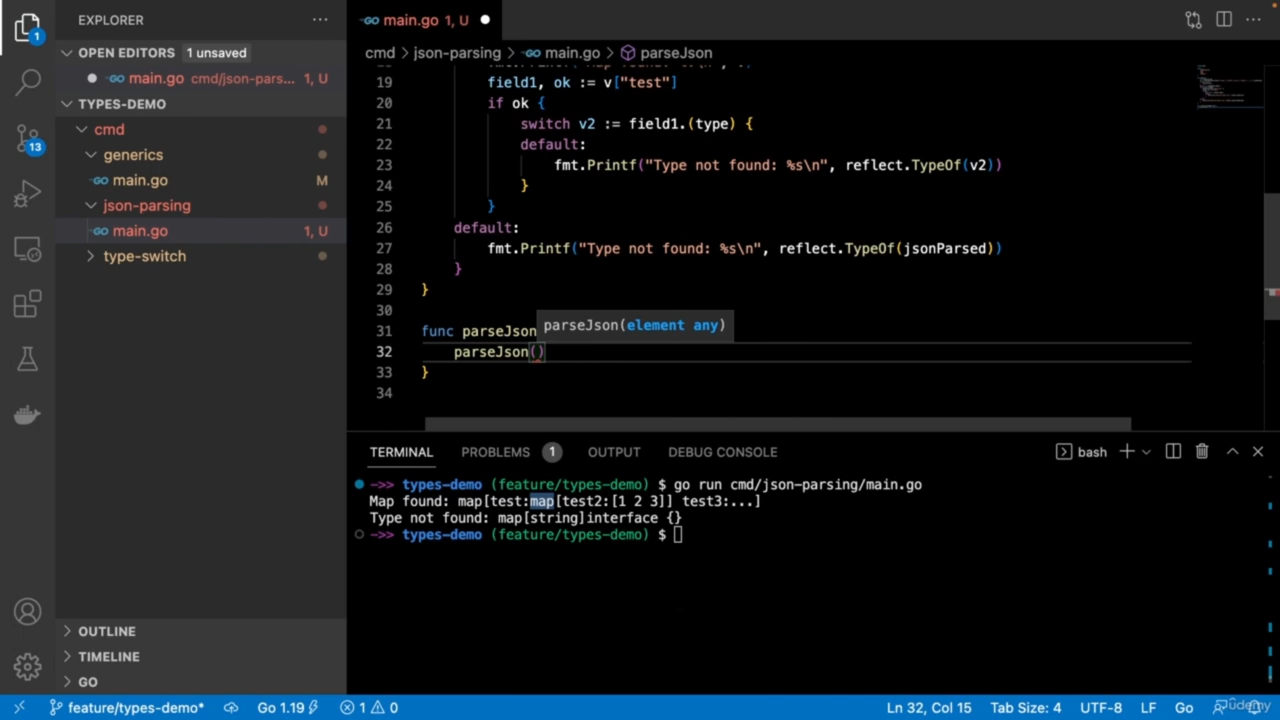 EXPLORER
main.go 1, U
OPEN EDITORS 1 unsaved
main.go cmd/json-pars... 1, U
TYPES-DEMO
cmd
generics
main.go M
json-parsing
main.go 1, U
type-switch
OUTLINE
TIMELINE
GO
cmd > json-parsing > main.go > parseJson
19 field1, ok := v["test"]
20 if ok {
21 switch v2 := field1.(type) {
22 default:
23 fmt.Printf("Type not found: %s\n", reflect.TypeOf(v2))
24 }
25 }
26 default:
27 fmt.Printf("Type not found: %s\n", reflect.TypeOf(jsonParsed))
28 }
29 }
30
parseJson(element any)
31 func parseJson
32 parseJson()
33 }
34
TERMINAL PROBLEMS 1 OUTPUT DEBUG CONSOLE bash
->> types-demo (feature/types-demo) $ go run cmd/json-parsing/main.go
Map found: map[test:map[test2:[1 2 3]] test3:...]
Type not found: map[string]interface {}
->> types-demo (feature/types-demo) $
1
13
feature/types-demo* Go 1.19 1 0 Ln 32, Col 15 Tab Size: 4 UTF-8 LF Go
ûdemy